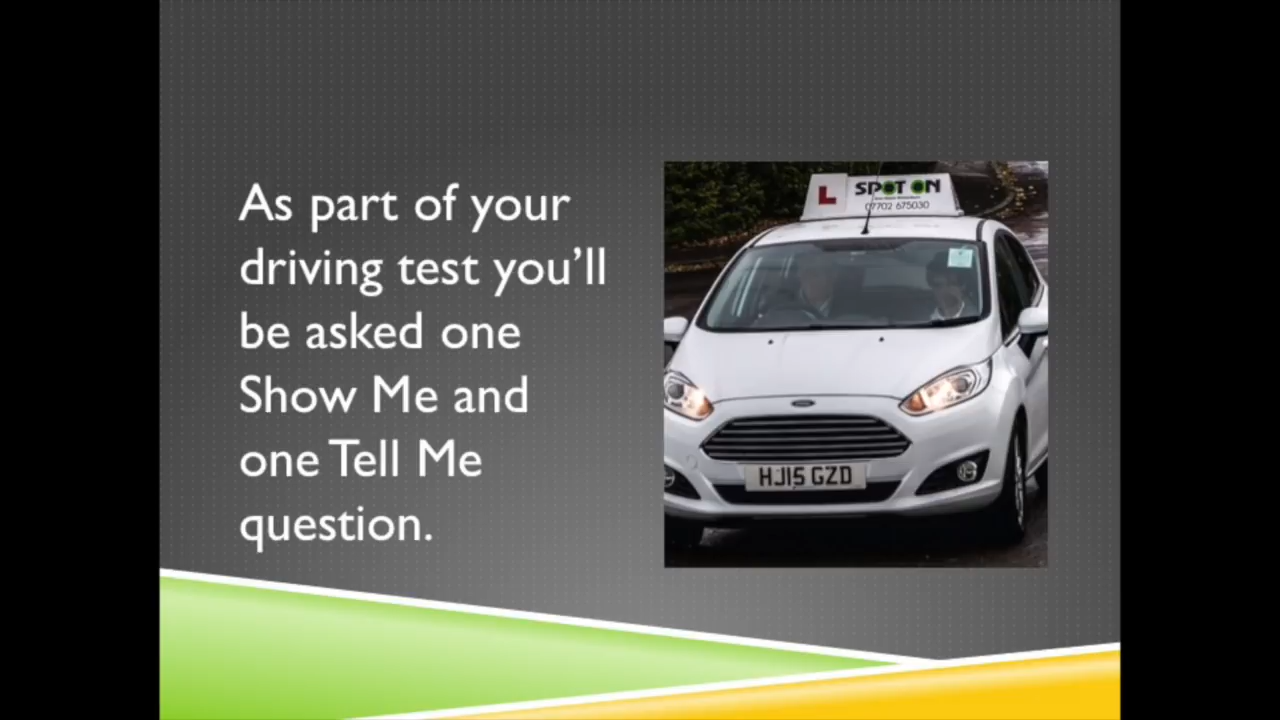 As part of your
driving test you'll
be asked one
Show Me and
one Tell Me
question.
L SPOT ON
07702 675030
HJ15 GZD